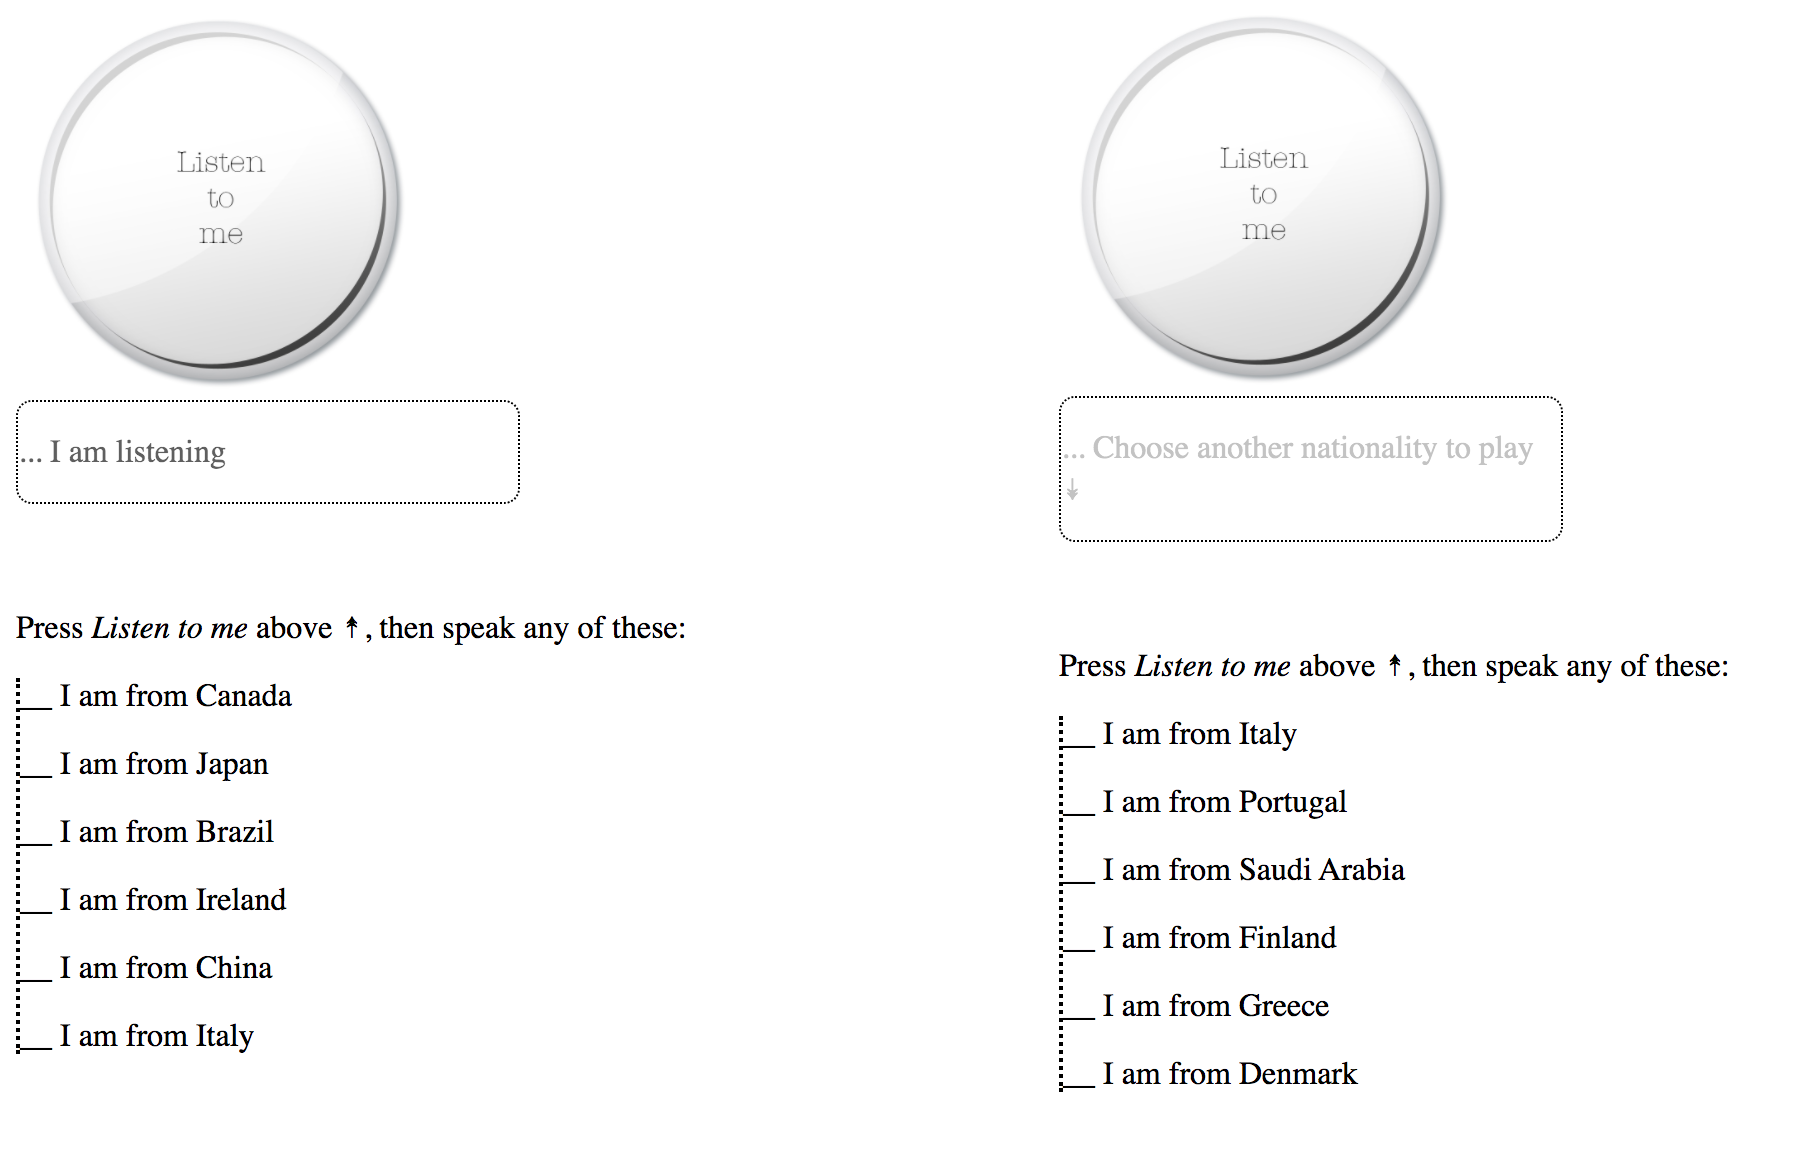 Listen
to
me
... I am listening
Press Listen to me above ↟, then speak any of these:
__ I am from Canada
__ I am from Japan
__ I am from Brazil
__ I am from Ireland
__ I am from China
__ I am from Italy
Listen
to
me
... Choose another nationality to play
↡
Press Listen to me above ↟, then speak any of these:
__ I am from Italy
__ I am from Portugal
__ I am from Saudi Arabia
__ I am from Finland
__ I am from Greece
__ I am from Denmark